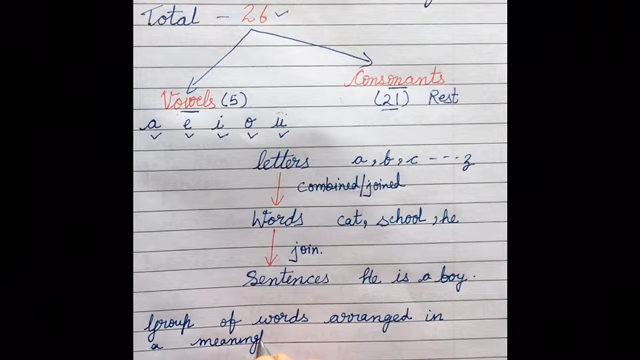 Total - 26
Consonants
Vowels (5) (21) Rest
a e i o u
letters a, b, c ----z
combined/joined
Words cat, school, he
join.
Sentences He is a boy.
Group of words arranged in
a meaning